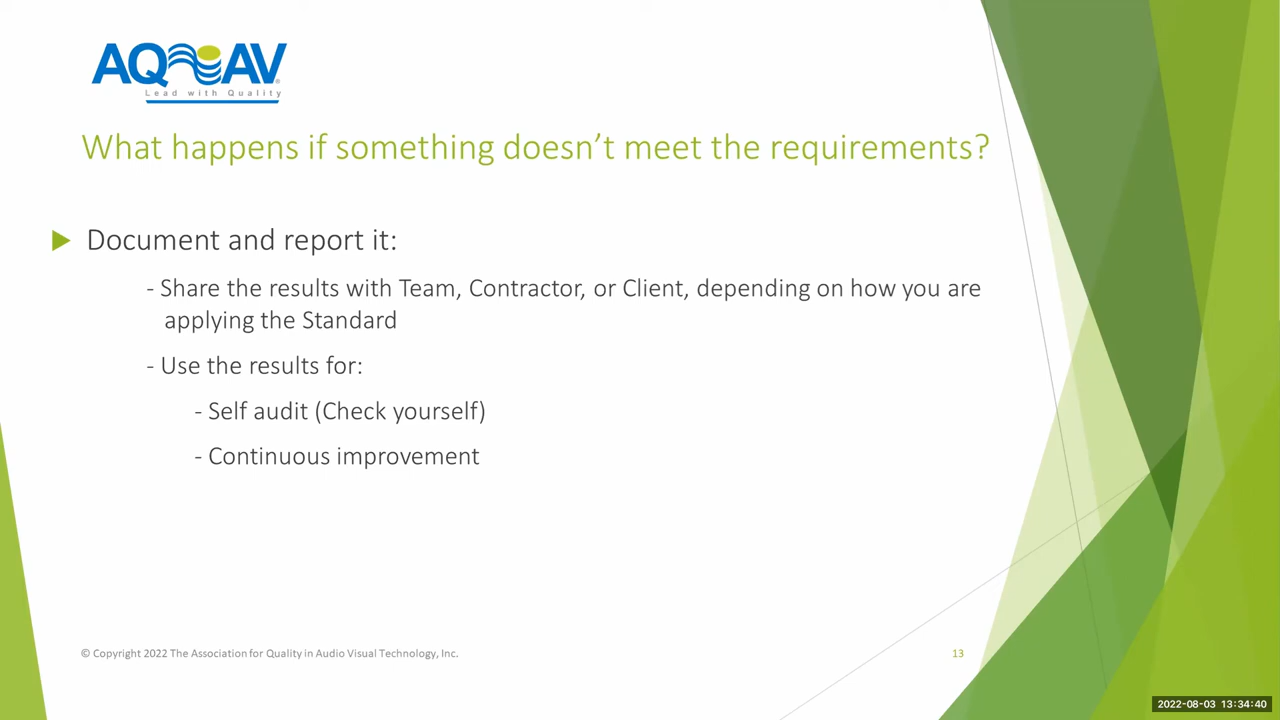 AQAV
Lead with Quality
What happens if something doesn’t meet the requirements?
Document and report it:
- Share the results with Team, Contractor, or Client, depending on how you are
applying the Standard
- Use the results for:
- Self audit (Check yourself)
- Continuous improvement
© Copyright 2022 The Association for Quality in Audio Visual Technology, Inc.
13
2022-08-03 13:34:40